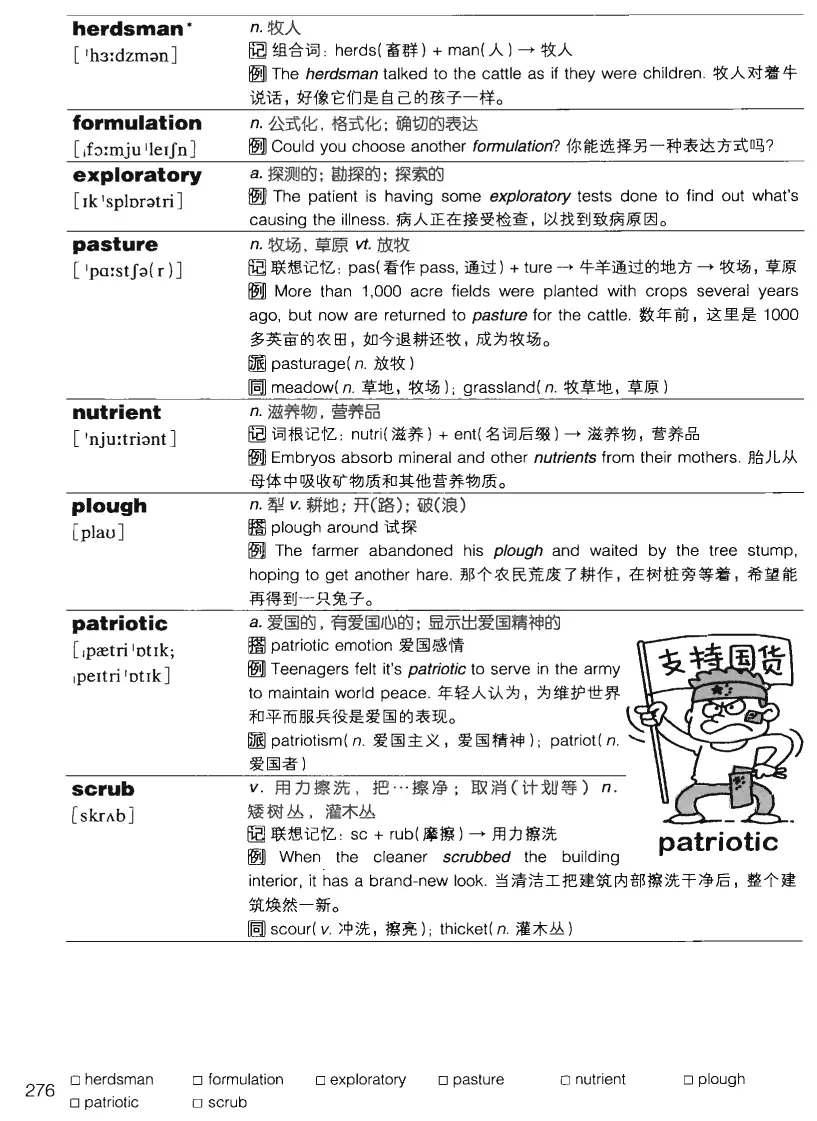 herdsman*
n. 牧人
[ˈhɜːdzmən]
记 组合词：herds(畜群) + man(人) → 牧人
例 The herdsman talked to the cattle as if they were children. 牧人对着牛
说话，好像它们是自己的孩子一样。
formulation
n. 公式化，格式化；确切的表达
[ˌfɔːmjuˈleɪʃn]
例 Could you choose another formulation? 你能选择另一种表达方式吗?
exploratory
a. 探测的；勘探的；探索的
[ɪkˈsplɒrətri]
例 The patient is having some exploratory tests done to find out what's
causing the illness. 病人正在接受检查，以找到致病原因。
pasture
n. 牧场，草原 vt. 放牧
[ˈpɑːstʃə(r)]
记 联想记忆：pas(看作 pass, 通过) + ture → 牛羊通过的地方 → 牧场，草原
例 More than 1,000 acre fields were planted with crops several years
ago, but now are returned to pasture for the cattle. 数年前，这里是 1000
多英亩的农田，如今退耕还牧，成为牧场。
派 pasturage(n. 放牧)
同 meadow(n. 草地，牧场)；grassland(n. 牧草地，草原)
nutrient
n. 滋养物，营养品
[ˈnjuːtriənt]
记 词根记忆：nutri(滋养) + ent(名词后缀) → 滋养物，营养品
例 Embryos absorb mineral and other nutrients from their mothers. 胎儿从
母体中吸收矿物质和其他营养物质。
plough
n. 犁 v. 耕地；开(路)；破(浪)
[plaʊ]
搭 plough around 试探
例 The farmer abandoned his plough and waited by the tree stump,
hoping to get another hare. 那个农民荒废了耕作，在树桩旁等着，希望能
再得到一只兔子。
patriotic
a. 爱国的，有爱国心的；显示出爱国精神的
[ˌpætriˈɒtɪk;
搭 patriotic emotion 爱国感情
ˌpeɪtriˈɒtɪk]
例 Teenagers felt it's patriotic to serve in the army
to maintain world peace. 年轻人认为，为维护世界
和平而服兵役是爱国的表现。
派 patriotism(n. 爱国主义，爱国精神)；patriot(n.
爱国者)
支持国货
patriotic
scrub
v. 用力擦洗，把…擦净；取消(计划等) n.
矮树丛，灌木丛
[skrʌb]
记 联想记忆：sc + rub(摩擦) → 用力擦洗
例 When the cleaner scrubbed the building
interior, it has a brand-new look. 当清洁工把建筑内部擦洗干净后，整个建
筑焕然一新。
同 scour(v. 冲洗，擦亮)；thicket(n. 灌木丛)
276
□ herdsman □ formulation □ exploratory □ pasture □ nutrient □ plough
□ patriotic □ scrub